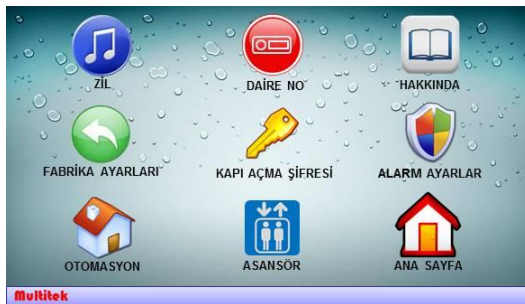 ZİL
DAİRE NO
HAKKINDA
FABRİKA AYARLARI
KAPI AÇMA ŞİFRESİ
ALARM AYARLAR
OTOMASYON
ASANSÖR
ANA SAYFA
Multitek